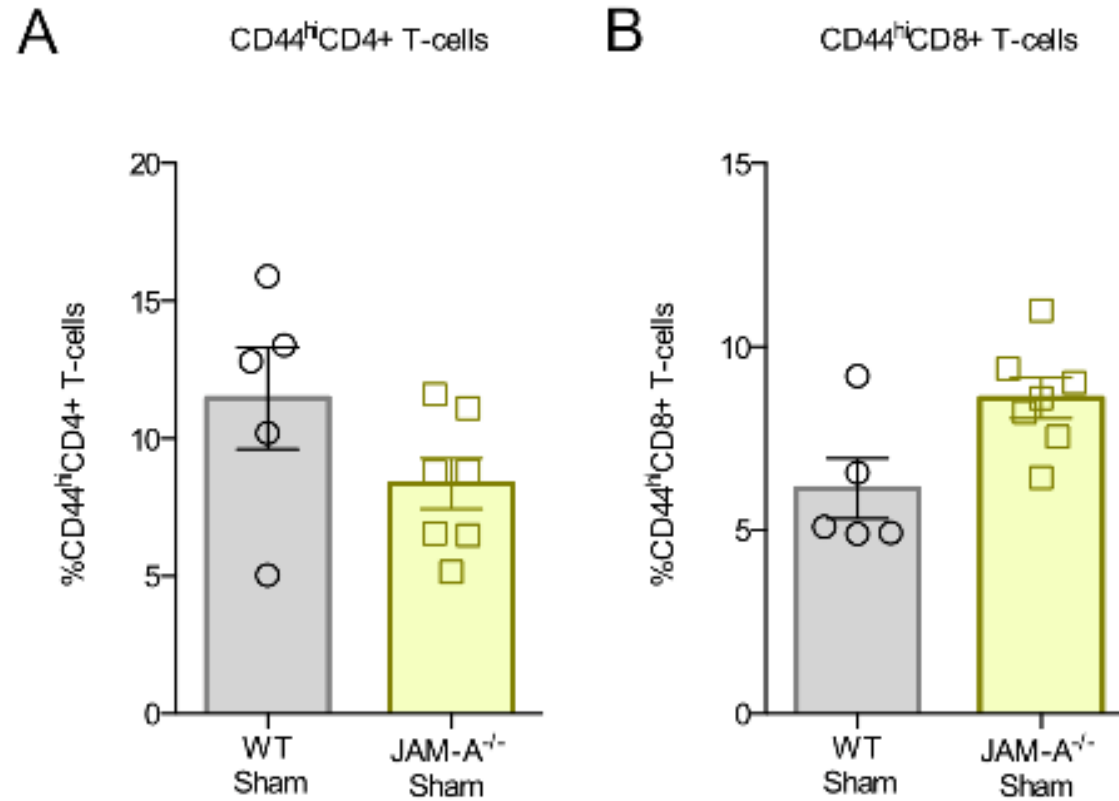 A
CD44hiCD4+ T-cells
%CD44hiCD4+ T-cells
20
15
10
5
0
WT
Sham
JAM-A-/-
Sham
B
CD44hiCD8+ T-cells
%CD44hiCD8+ T-cells
15
10
5
0
WT
Sham
JAM-A-/-
Sham